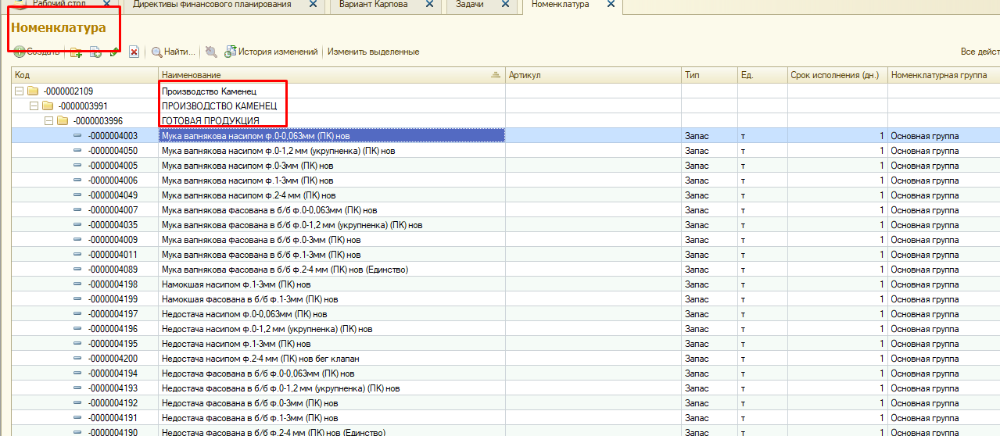 Рабочий стол Директивы финансового планирования Вариант Карпова Задачи Номенклатура
Номенклатура
Создать Найти... История изменений Изменить выделенные Все дейст
Код Наименование Артикул Тип Ед. Срок исполнения (дн.) Номенклатурная группа
-0000002109 Производство Каменец
-0000003991 ПРОИЗВОДСТВО КАМЕНЕЦ
-0000003996 ГОТОВАЯ ПРОДУКЦИЯ
-0000004003 Мука вапнякова насипом ф.0-0,063мм (ПК) нов Запас т 1 Основная группа
-0000004050 Мука вапнякова насипом ф.0-1,2 мм (укрупненка) (ПК) нов Запас т 1 Основная группа
-0000004005 Мука вапнякова насипом ф.0-3мм (ПК) нов Запас т 1 Основная группа
-0000004006 Мука вапнякова насипом ф.1-3мм (ПК) нов Запас т 1 Основная группа
-0000004049 Мука вапнякова насипом ф.2-4 мм (ПК) нов Запас т 1 Основная группа
-0000004007 Мука вапнякова фасована в б/б ф.0-0,063мм (ПК) нов Запас т 1 Основная группа
-0000004035 Мука вапнякова фасована в б/б ф.0-1,2 мм (укрупненка) (ПК) нов Запас т 1 Основная группа
-0000004009 Мука вапнякова фасована в б/б ф.0-3мм (ПК) нов Запас т 1 Основная группа
-0000004011 Мука вапнякова фасована в б/б ф.1-3мм (ПК) нов Запас т 1 Основная группа
-0000004089 Мука вапнякова фасована в б/б ф.2-4 мм (ПК) нов (Единство) Запас т 1 Основная группа
-0000004198 Намокшая насипом ф.1-3мм (ПК) нов Запас т 1 Основная группа
-0000004199 Намокшая фасована в б/б ф.1-3мм (ПК) нов Запас т 1 Основная группа
-0000004197 Недостача насипом ф.0-0,063мм (ПК) нов Запас т 1 Основная группа
-0000004196 Недостача насипом ф.0-1,2 мм (укрупненка) (ПК) нов Запас т 1 Основная группа
-0000004195 Недостача насипом ф.1-3мм (ПК) нов Запас т 1 Основная группа
-0000004200 Недостача насипом ф.2-4 мм (ПК) нов бег клапан Запас т 1 Основная группа
-0000004194 Недостача фасована в б/б ф.0-0,063мм (ПК) нов Запас т 1 Основная группа
-0000004193 Недостача фасована в б/б ф.0-1,2 мм (укрупненка) (ПК) нов Запас т 1 Основная группа
-0000004192 Недостача фасована в б/б ф.0-3мм (ПК) нов Запас т 1 Основная группа
-0000004191 Недостача фасована в б/б ф.1-3мм (ПК) нов Запас т 1 Основная группа
-0000004190 Недостача фасована в б/б ф.2-4 мм (ПК) нов (Единство) Запас т 1 Основная группа